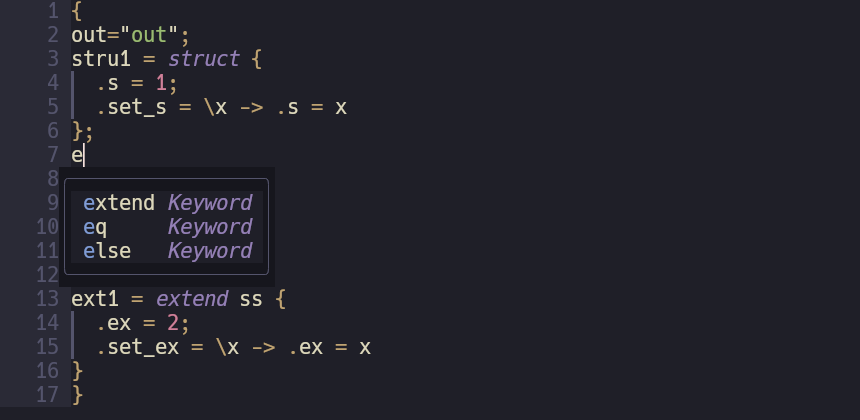 1 {
2 out="out";
3 stru1 = struct {
4   .s = 1;
5   .set_s = \x -> .s = x
6 };
7 e
8
9 extend Keyword
10 eq     Keyword
11 else   Keyword
12
13 ext1 = extend ss {
14   .ex = 2;
15   .set_ex = \x -> .ex = x
16 }
17 }